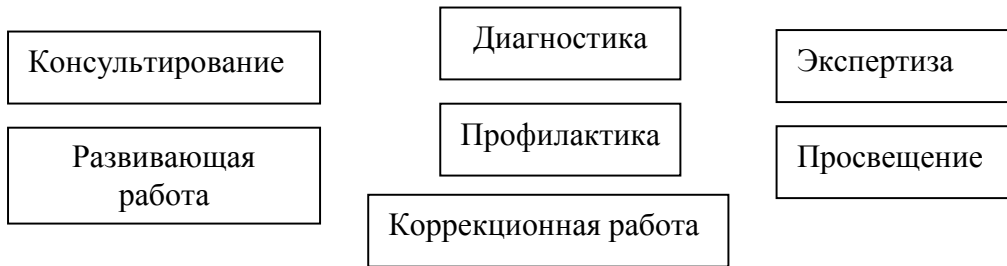 Диагностика
Консультирование
Экспертиза
Профилактика
Развивающая
работа
Просвещение
Коррекционная работа